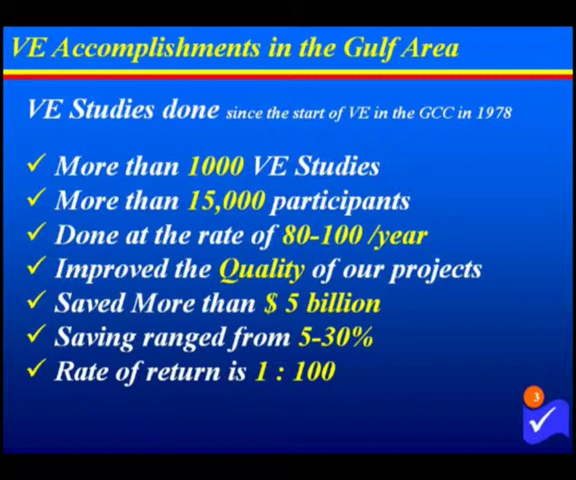 VE Accomplishments in the Gulf Area
VE Studies done since the start of VE in the GCC in 1978
✓ More than 1000 VE Studies
✓ More than 15,000 participants
✓ Done at the rate of 80-100 /year
✓ Improved the Quality of our projects
✓ Saved More than $ 5 billion
✓ Saving ranged from 5-30%
✓ Rate of return is 1 : 100
3